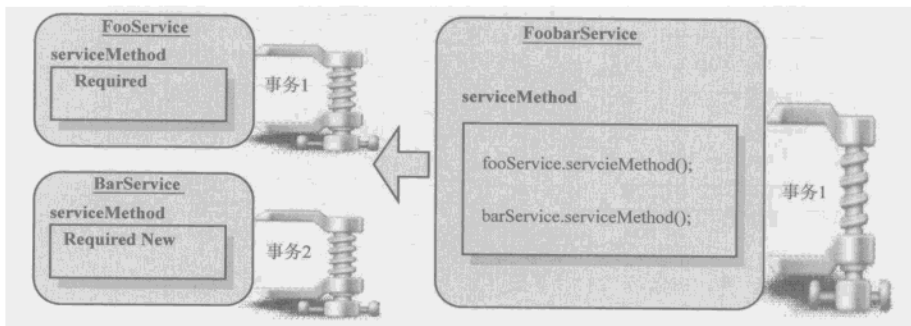 FooService
serviceMethod
Required
事务1
BarService
serviceMethod
Required New
事务2
FoobarService
serviceMethod
fooService.servcieMethod();
barService.serviceMethod();
事务1